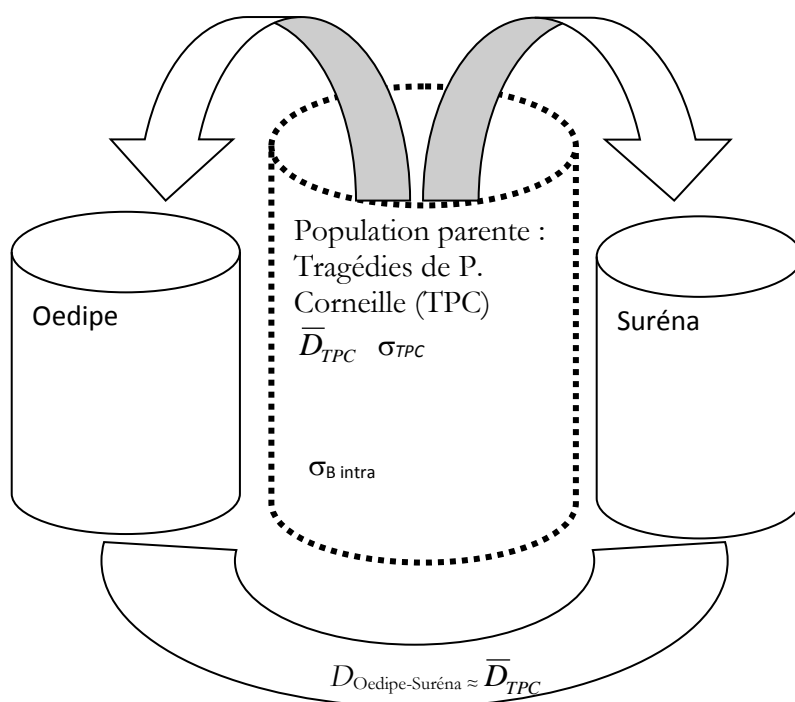 Population parente :
Tragédies de P.
Corneille (TPC)
D̅TPC σTPC
σB intra
Oedipe
Suréna
DOedipe-Suréna ≈ D̅TPC